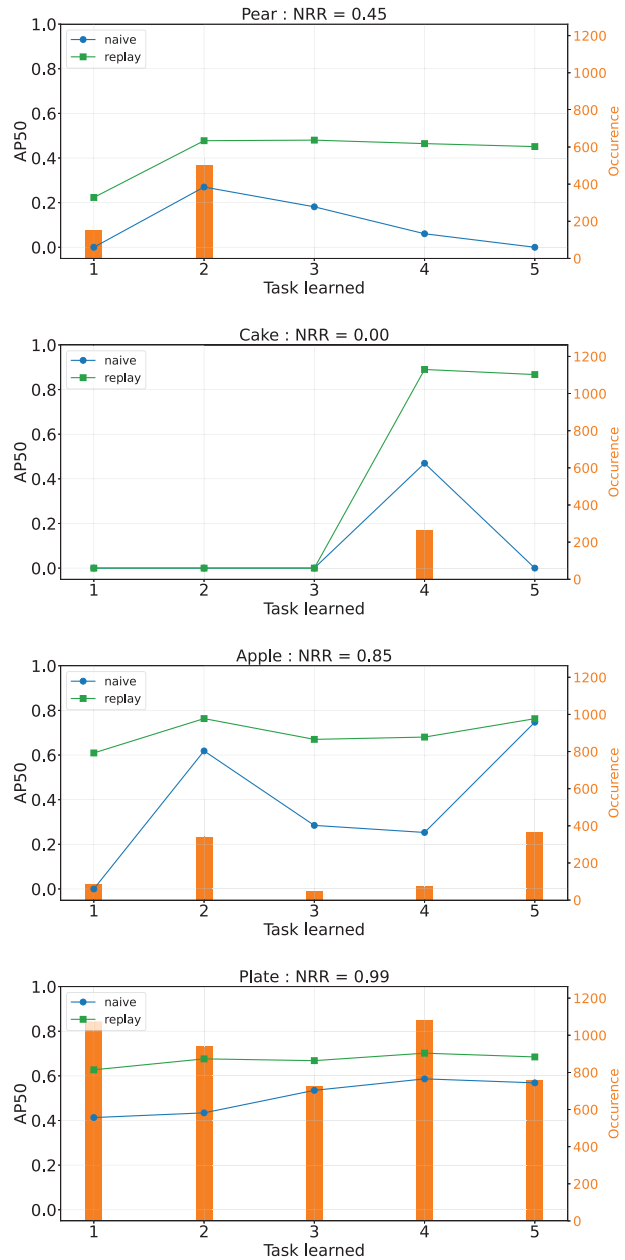 Pear : NRR = 0.45
naive
replay
AP50
1.0
0.8
0.6
0.4
0.2
0.0
1200
1000
800
600
400
200
0
Occurence
1 2 3 4 5
Task learned
Cake : NRR = 0.00
naive
replay
AP50
1.0
0.8
0.6
0.4
0.2
0.0
1200
1000
800
600
400
200
0
Occurence
1 2 3 4 5
Task learned
Apple : NRR = 0.85
naive
replay
AP50
1.0
0.8
0.6
0.4
0.2
0.0
1200
1000
800
600
400
200
0
Occurence
1 2 3 4 5
Task learned
Plate : NRR = 0.99
naive
replay
AP50
1.0
0.8
0.6
0.4
0.2
0.0
1200
1000
800
600
400
200
0
Occurence
1 2 3 4 5
Task learned